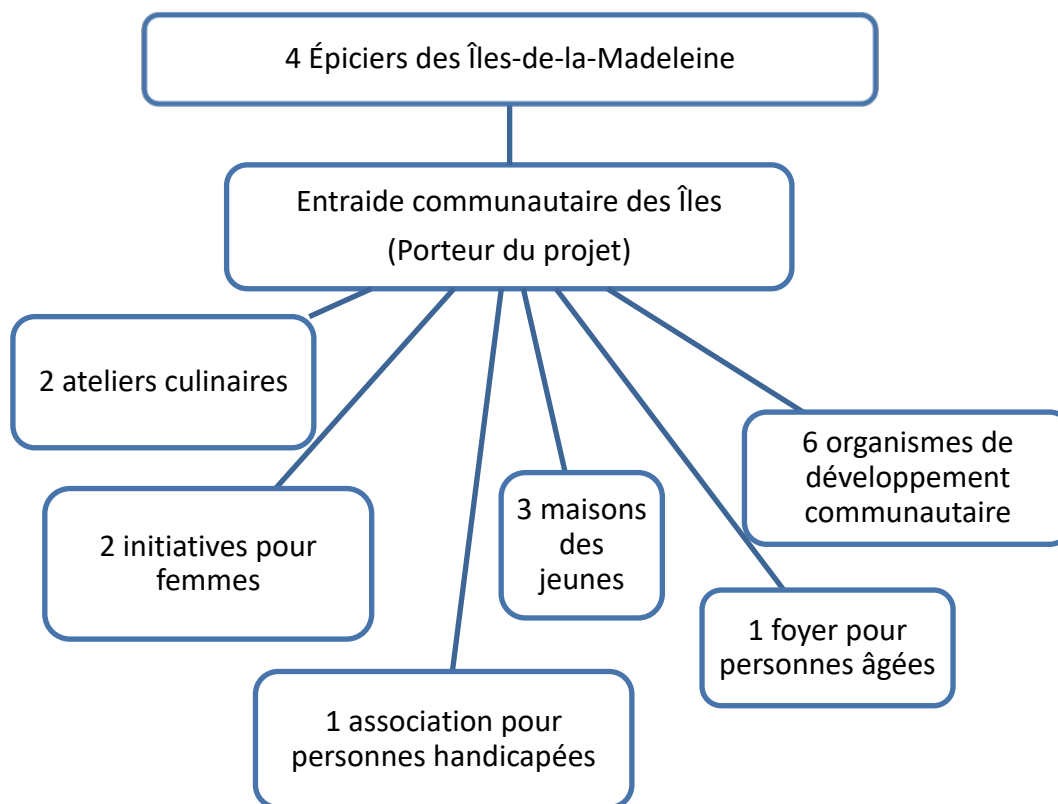 4 Épiciers des Îles-de-la-Madeleine
Entraide communautaire des Îles
(Porteur du projet)
2 ateliers culinaires
2 initiatives pour
femmes
1 association pour
personnes handicapées
3 maisons
des
jeunes
1 foyer pour
personnes âgées
6 organismes de
développement
communautaire